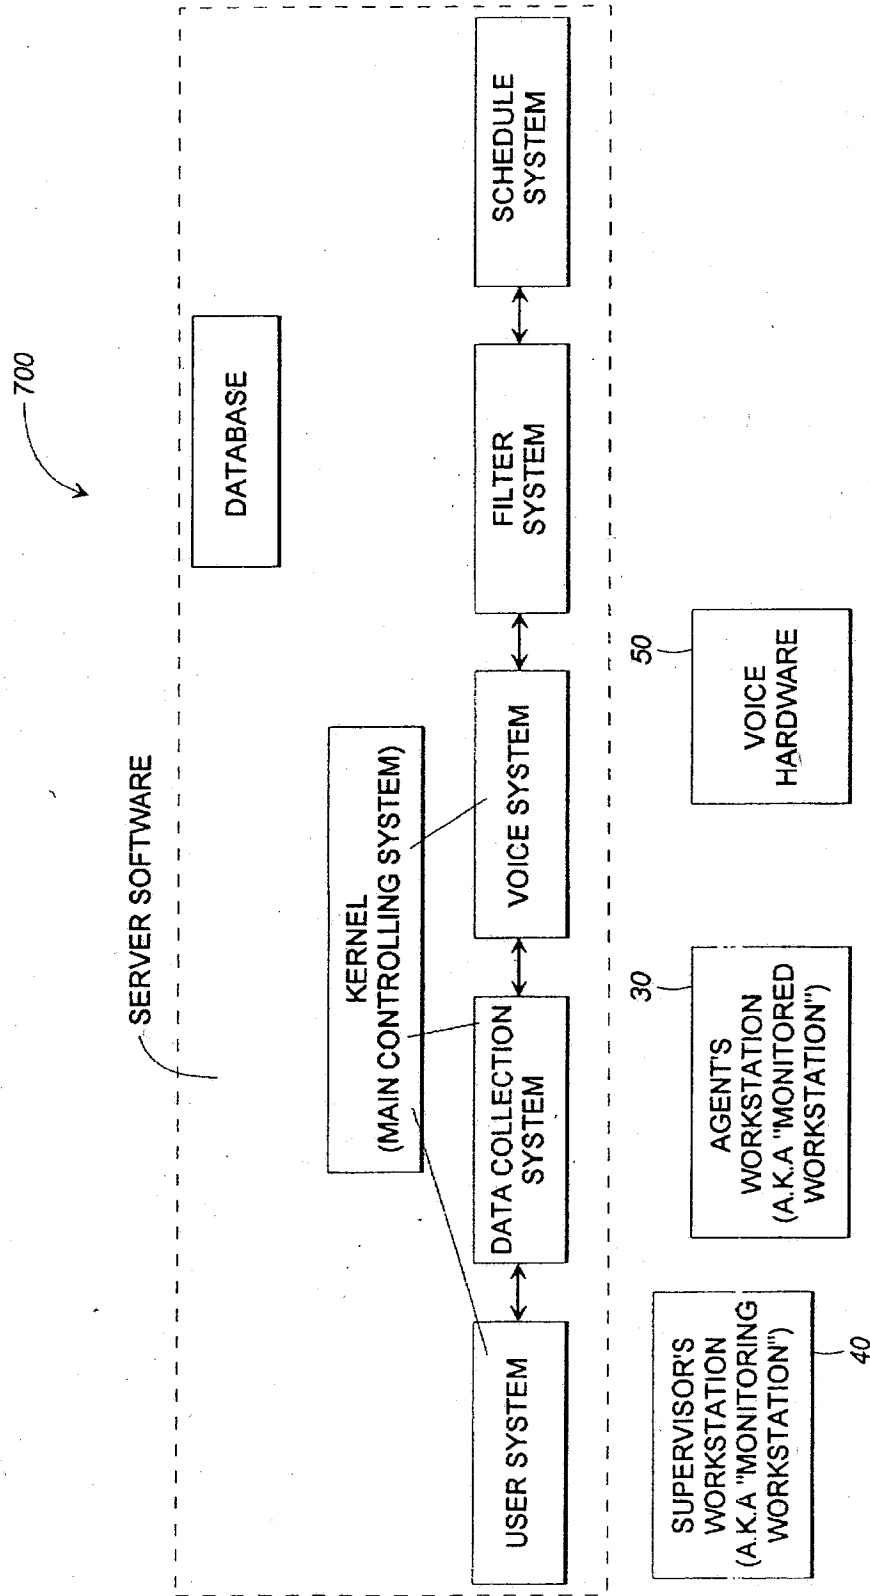 700
SERVER SOFTWARE
DATABASE
KERNEL
(MAIN CONTROLLING SYSTEM)
USER SYSTEM
DATA COLLECTION
SYSTEM
VOICE SYSTEM
FILTER
SYSTEM
SCHEDULE
SYSTEM
SUPERVISOR'S
WORKSTATION
(A.K.A "MONITORING
WORKSTATION")
40
30
AGENT'S
WORKSTATION
(A.K.A "MONITORED
WORKSTATION")
50
VOICE
HARDWARE